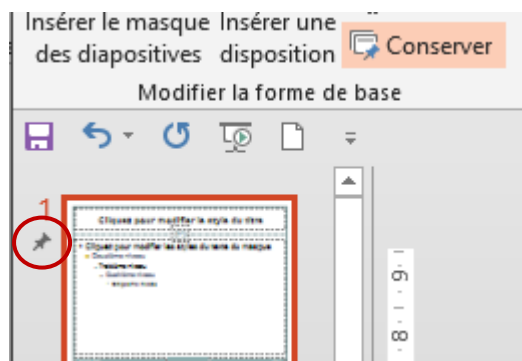 Insérer le masque Insérer une
des diapositives disposition Conserver
Modifier la forme de base
1
Cliquez pour modifier le style du titre
Cliquez pour modifier les styles du texte du masque
Deuxième niveau
Troisième niveau
Quatrième niveau
Cinquième niveau
9
8